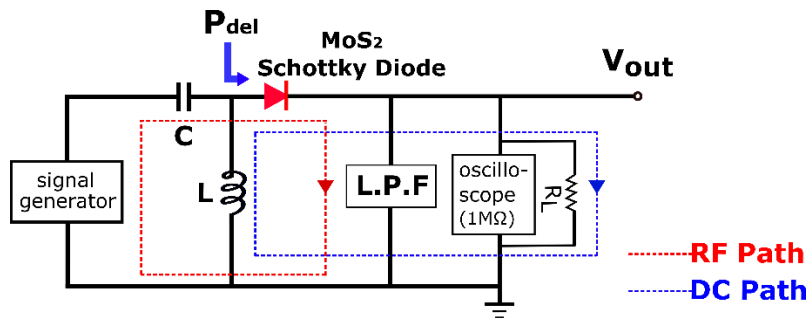 P_del
MoS₂
Schottky Diode
V_out
C
signal
generator
L
L.P.F
oscillo-
scope
(1MΩ)
R_L
RF Path
DC Path